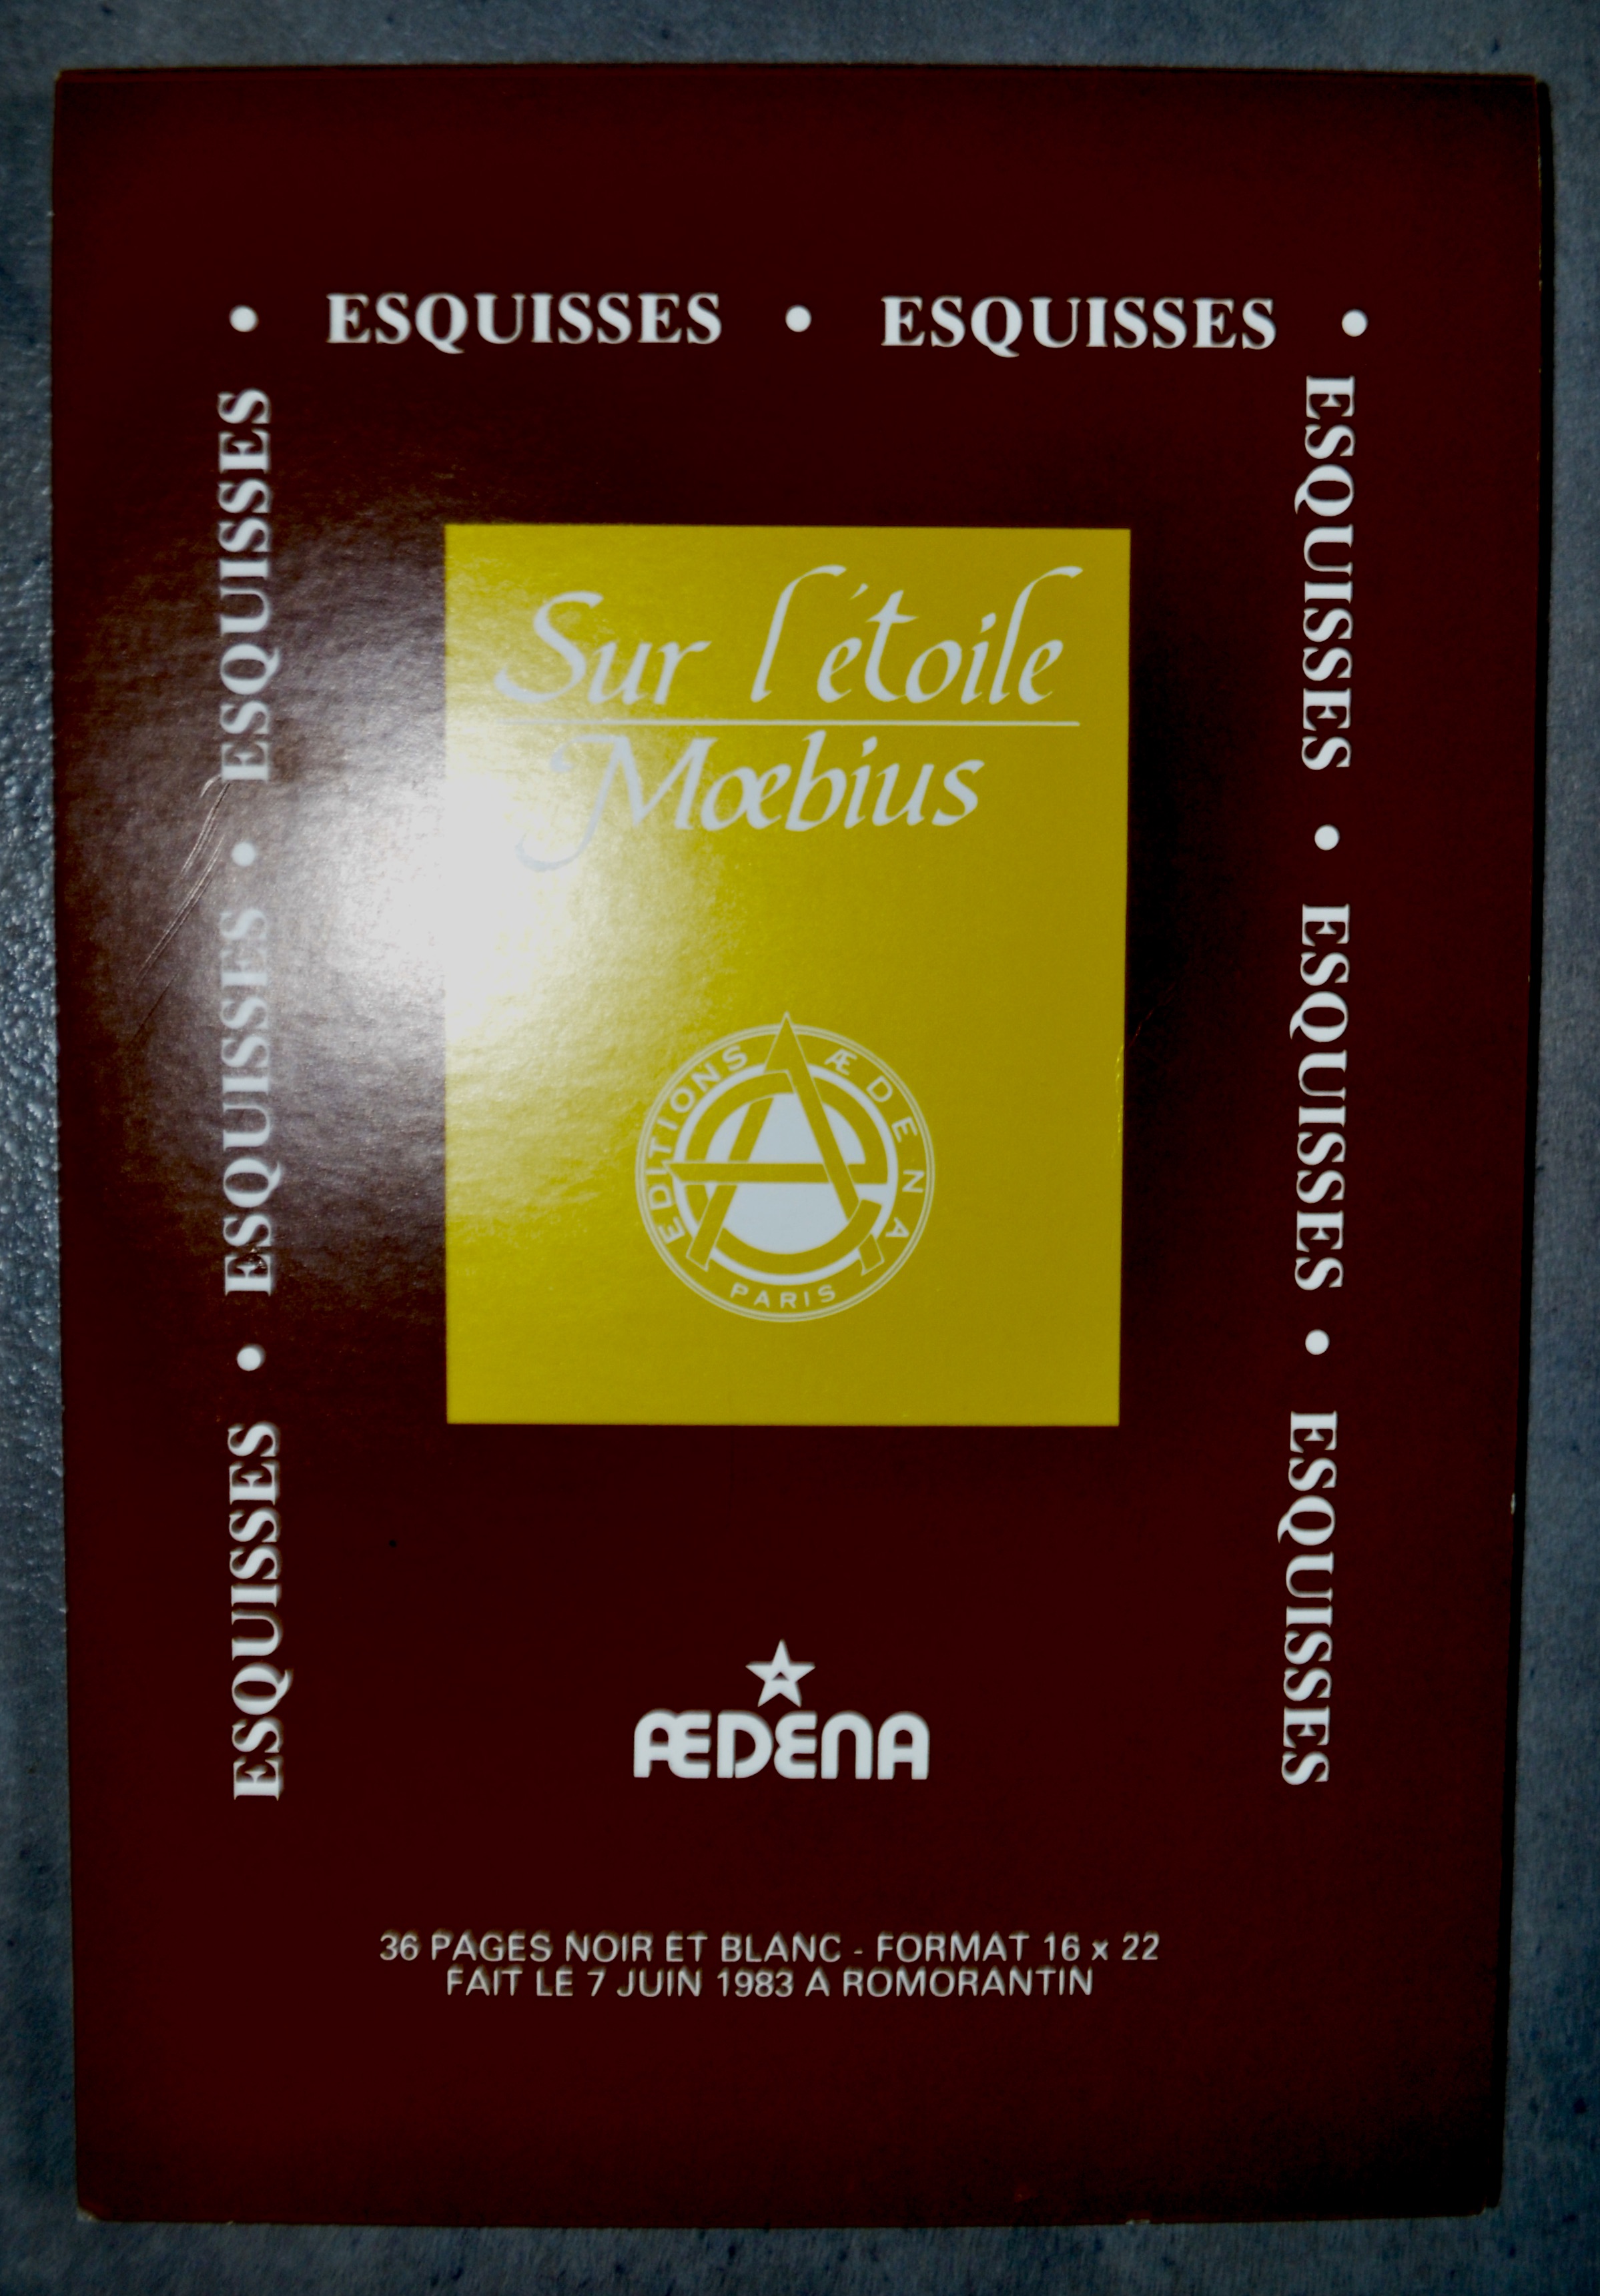 • ESQUISSES • ESQUISSES •
ESQUISSES • ESQUISSES • ESQUISSES
ESQUISSES • ESQUISSES • ESQUISSES
Sur l'étoile
Mœbius
EDITIONS ÆDENA
PARIS
ÆDENA
36 PAGES NOIR ET BLANC - FORMAT 16 x 22
FAIT LE 7 JUIN 1983 A ROMORANTIN